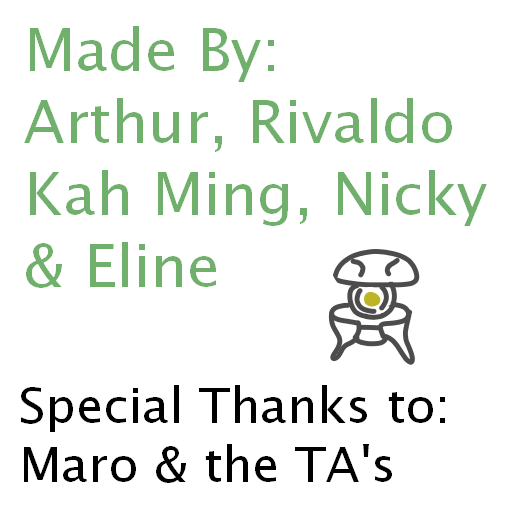 Made By:
Arthur, Rivaldo
Kah Ming, Nicky
& Eline
Special Thanks to:
Maro & the TA's